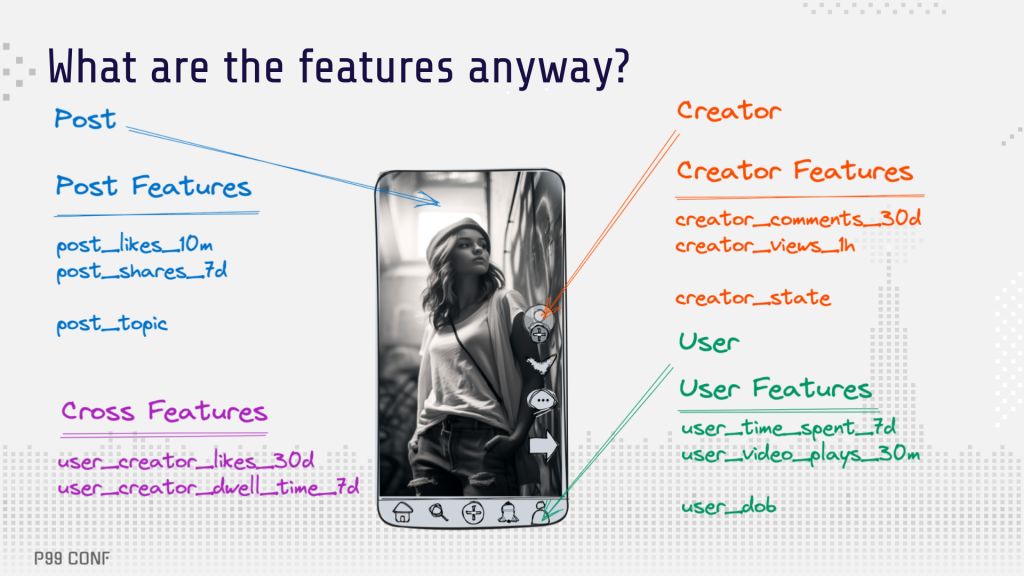 What are the features anyway?
Post
Post Features
post_likes_10m
post_shares_7d
post_topic
Cross Features
user_creator_likes_30d
user_creator_dwell_time_7d
Creator
Creator Features
creator_comments_30d
creator_views_1h
creator_state
User
User Features
user_time_spent_7d
user_video_plays_30m
user_dob
P99 CONF